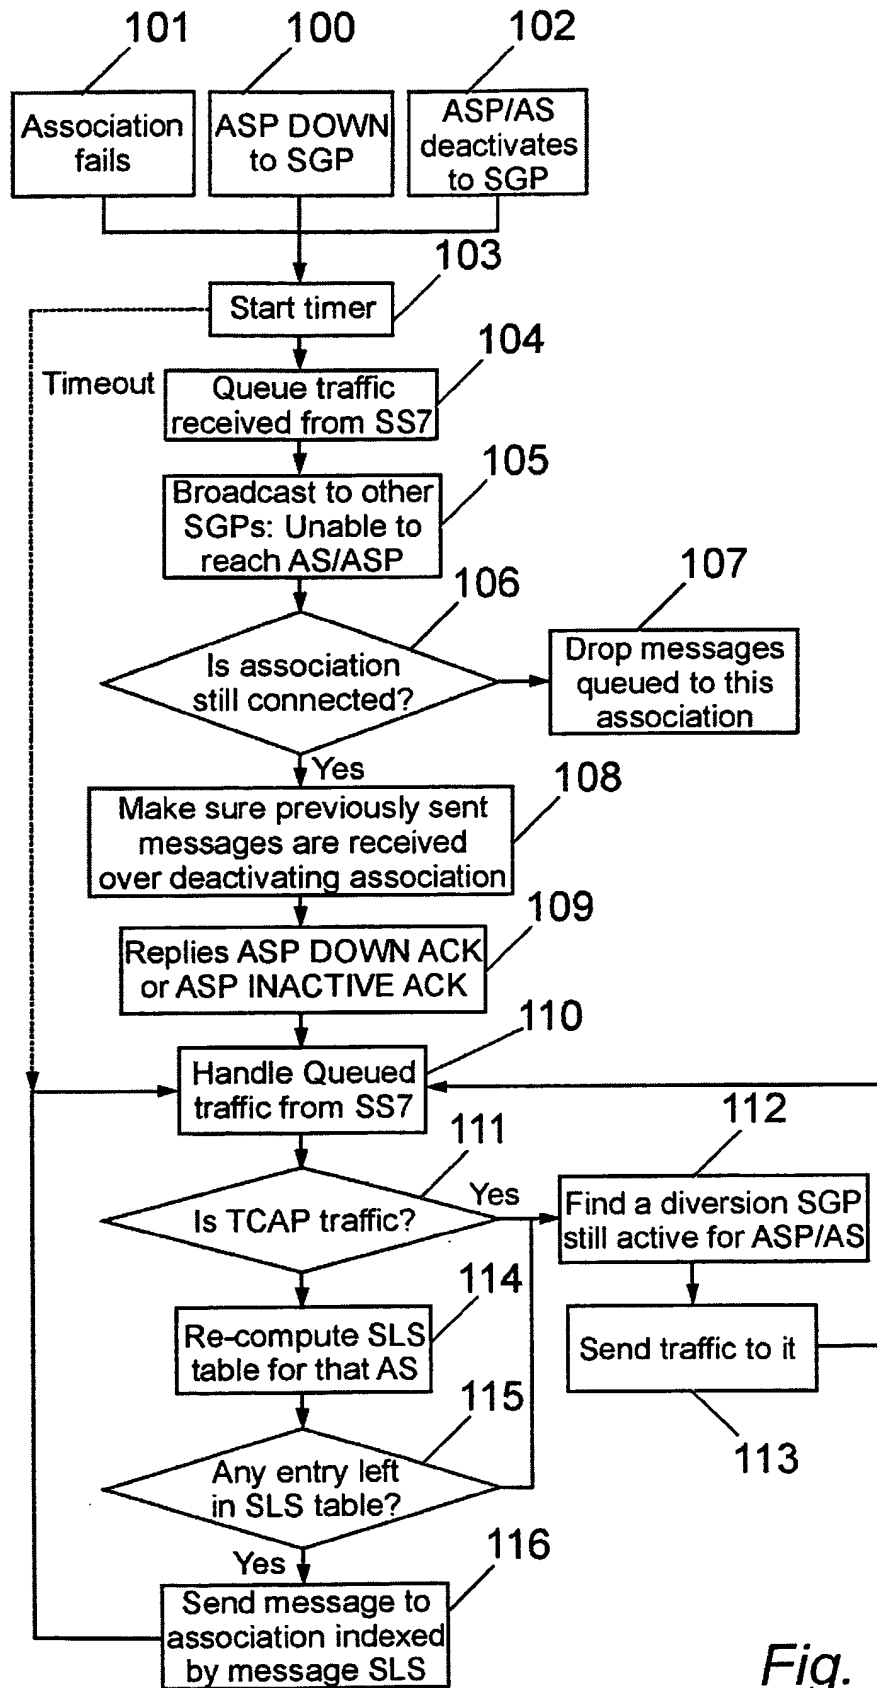 101
100
102
Association
fails
ASP DOWN
to SGP
ASP/AS
deactivates
to SGP
103
Start timer
104
Timeout
Queue traffic
received from SS7
105
Broadcast to other
SGPs: Unable to
reach AS/ASP
106
107
Is association
still connected?
Drop messages
queued to this
association
Yes
108
Make sure previously sent
messages are received
over deactivating association
109
Replies ASP DOWN ACK
or ASP INACTIVE ACK
110
Handle Queued
traffic from SS7
111
112
Is TCAP traffic?
Yes
Find a diversion SGP
still active for ASP/AS
114
Re-compute SLS
table for that AS
Send traffic to it
115
113
Any entry left
in SLS table?
Yes
116
Send message to
association indexed
by message SLS
Fig.